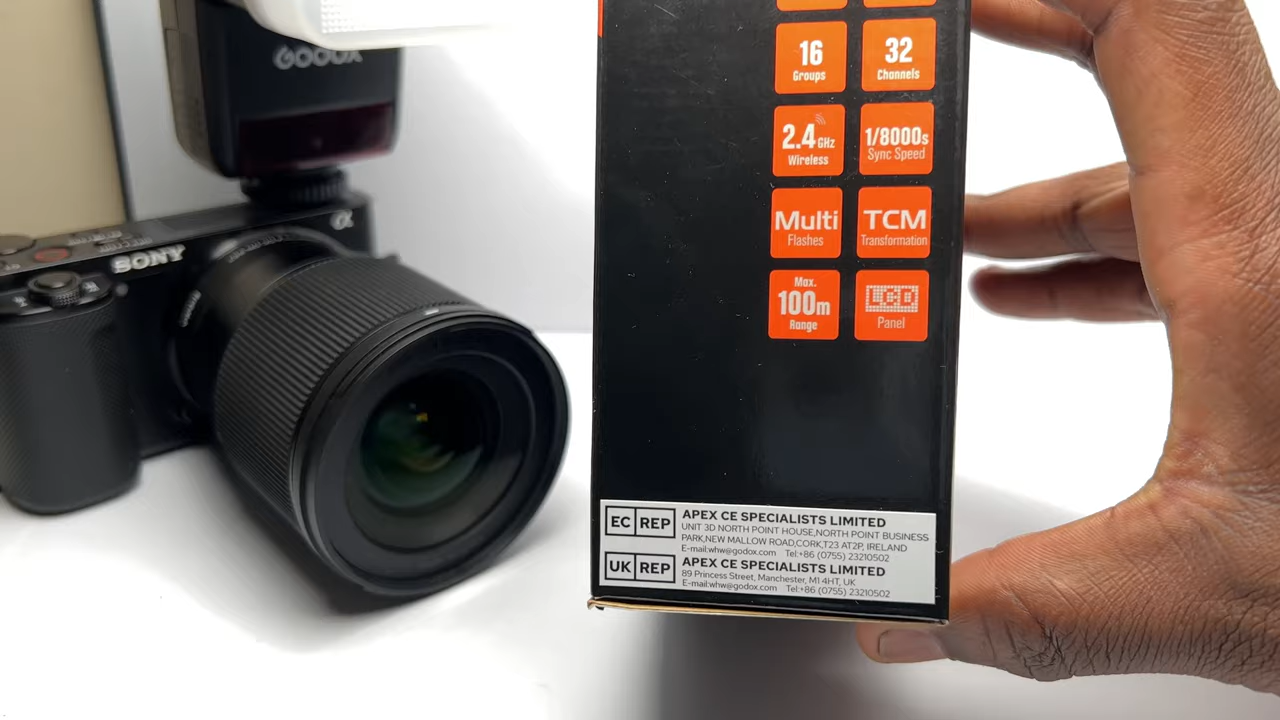 Godox
SONY
α
16
Groups
32
Channels
2.4GHz
Wireless
1/8000s
Sync Speed
Multi
Flashes
TCM
Transformation
Max.
100m
Range
LCD
Panel
EC REP
APEX CE SPECIALISTS LIMITED
UNIT 3D NORTH POINT HOUSE,NORTH POINT BUSINESS
PARK,NEW MALLOW ROAD,CORK,T23 AT2P, IRELAND
E-mail:whw@godox.com Tel:+86 (0755) 23210502
UK REP
APEX CE SPECIALISTS LIMITED
89 Princess Street, Manchester, M1 4HT, UK
E-mail:whw@godox.com Tel:+86 (0755) 23210502